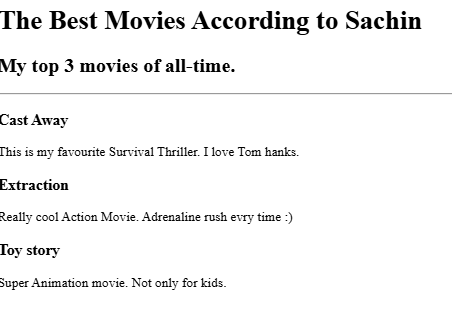 The Best Movies According to Sachin
My top 3 movies of all-time.
Cast Away
This is my favourite Survival Thriller. I love Tom hanks.
Extraction
Really cool Action Movie. Adrenaline rush evry time :)
Toy story
Super Animation movie. Not only for kids.